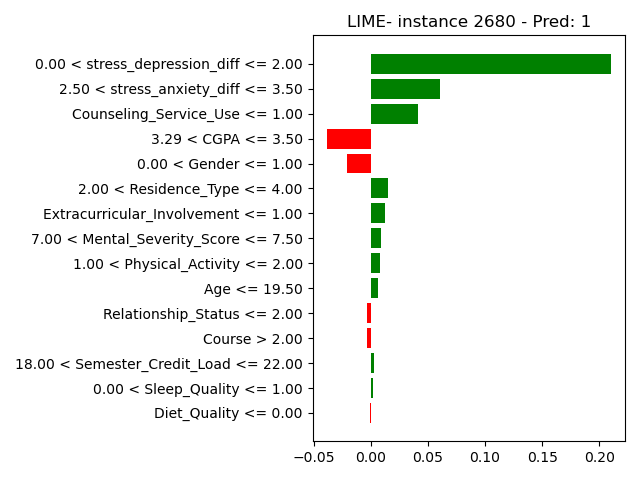 LIME- instance 2680 - Pred: 1
0.00 < stress_depression_diff <= 2.00
2.50 < stress_anxiety_diff <= 3.50
Counseling_Service_Use <= 1.00
3.29 < CGPA <= 3.50
0.00 < Gender <= 1.00
2.00 < Residence_Type <= 4.00
Extracurricular_Involvement <= 1.00
7.00 < Mental_Severity_Score <= 7.50
1.00 < Physical_Activity <= 2.00
Age <= 19.50
Relationship_Status <= 2.00
Course > 2.00
18.00 < Semester_Credit_Load <= 22.00
0.00 < Sleep_Quality <= 1.00
Diet_Quality <= 0.00
−0.05 0.00 0.05 0.10 0.15 0.20